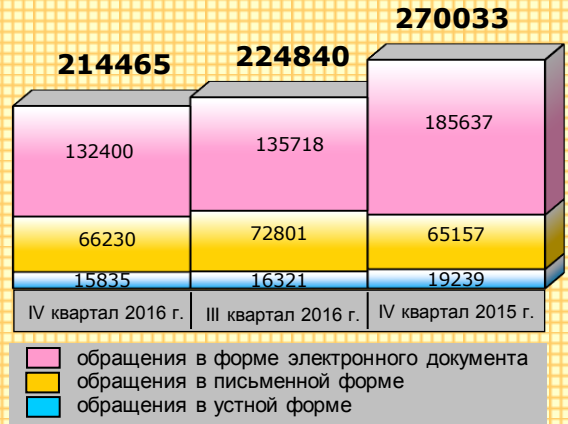 214465 224840 270033
132400 135718 185637
66230 72801 65157
15835 16321 19239
IV квартал 2016 г. III квартал 2016 г. IV квартал 2015 г.
обращения в форме электронного документа
обращения в письменной форме
обращения в устной форме